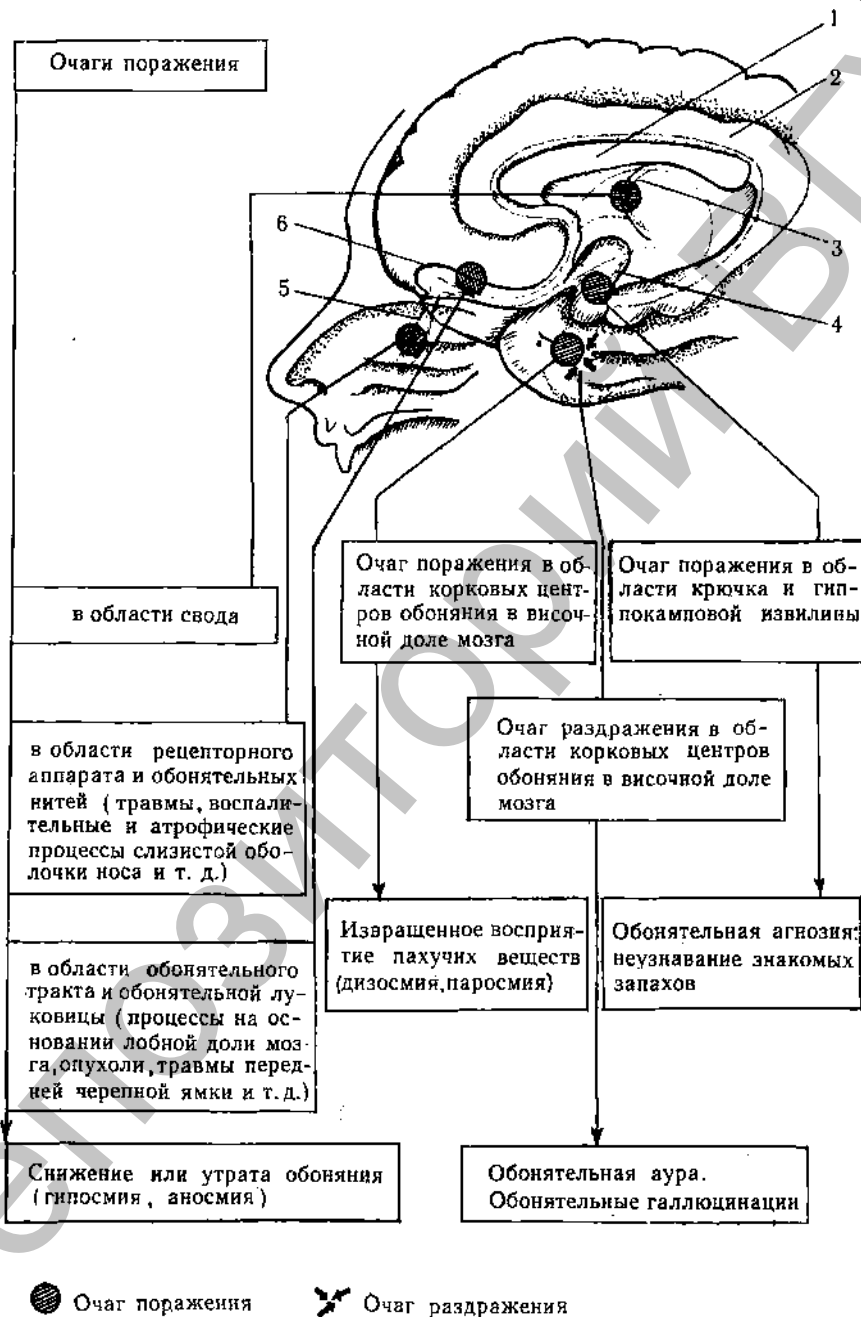 Очаги поражения
1
2
3
4
6
5
в области свода
Очаг поражения в об-
ласти корковых цент-
ров обоняния в височ-
ной доле мозга
Очаг поражения в об-
ласти крючка и гип-
покамповой извилины
в области рецепторного
аппарата и обонятельных
нитей (травмы, воспали-
тельные и атрофические
процессы слизистой обо-
лочки носа и т. д.)
Очаг раздражения в об-
ласти корковых центров
обоняния в височной доле
мозга
в области обонятельного
тракта и обонятельной лу-
ковицы (процессы на ос-
новании лобной доли моз-
га, опухоли, травмы перед-
ней черепной ямки и т.д.)
Извращенное восприя-
тие пахучих веществ
(дизосмия, паросмия)
Обонятельная агнозия:
неузнавание знакомых
запахов
Снижение или утрата обоняния
(гипосмия, аносмия)
Обонятельная аура.
Обонятельные галлюцинации
Очаг поражения
Очаг раздражения
епозиторий ВГ